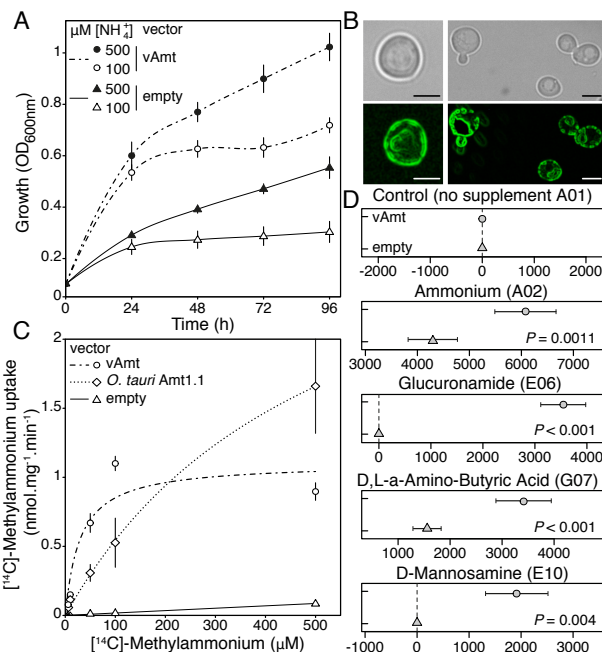 A
µM [NH4+] vector
500 vAmt
100
500 empty
100
Growth (OD600nm)
1
0.8
0.6
0.4
0.2
0
24 48 72 96
Time (h)
B
C
vector
vAmt
O. tauri Amt1.1
empty
[14C]-Methylammonium uptake
(nmol.mg-1.min-1)
2
1.5
1
0.5
0
0 100 200 300 400 500
[14C]-Methylammonium (µM)
D
Control (no supplement A01)
vAmt
empty
-2000 -1000 0 1000 2000
Ammonium (A02)
P = 0.0011
3000 4000 5000 6000 7000
Glucuronamide (E06)
P < 0.001
0 1000 2000 3000 4000
D,L-a-Amino-Butyric Acid (G07)
P < 0.001
1000 2000 3000 4000
D-Mannosamine (E10)
P = 0.004
-1000 0 1000 2000 3000